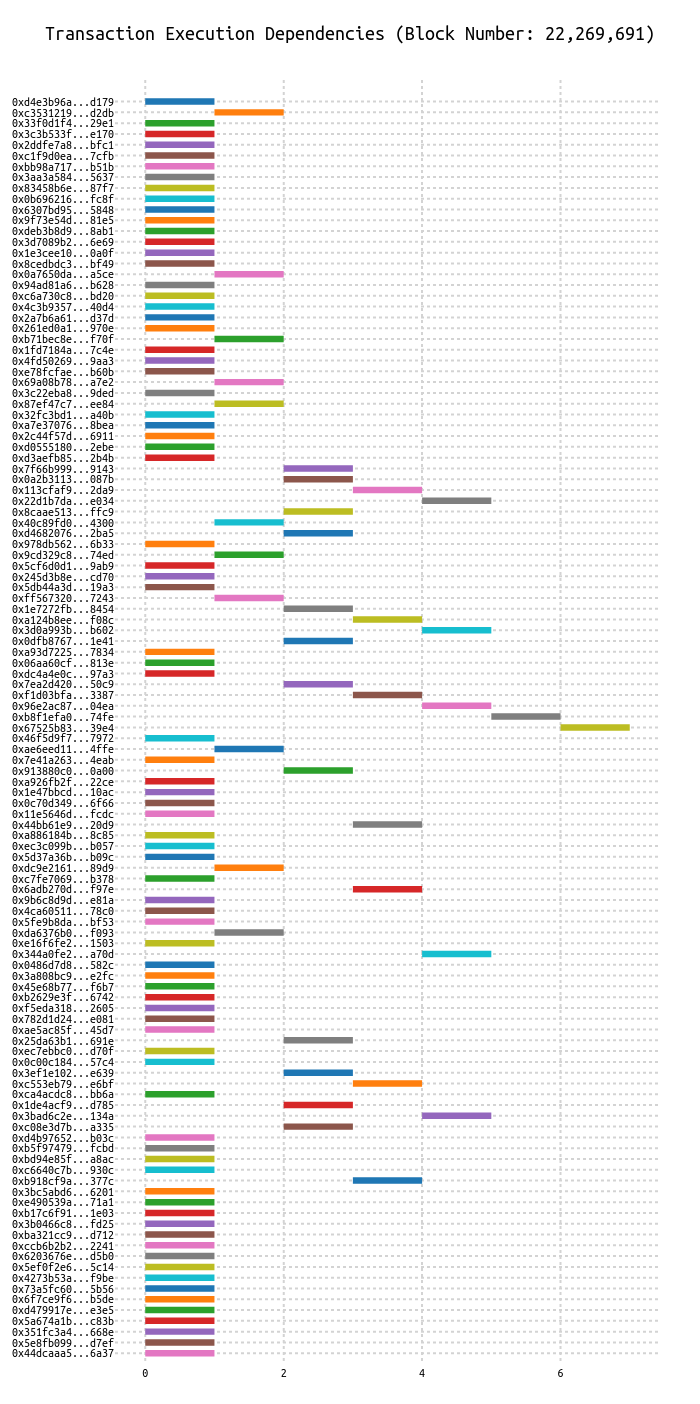 Transaction Execution Dependencies (Block Number: 22,269,691)
0xd4e3b96a...d179
0xc3531219...d2db
0x33f0d1f4...29e1
0x3c3b533f...e170
0x2ddfe7a8...bfc1
0xc1f9d0ea...7cfb
0xbb98a717...b51b
0x3aa3a584...5637
0x83458b6e...87f7
0x0b696216...fc8f
0x6307bd95...5848
0x9f73e54d...81e5
0xdeb3b8d9...8ab1
0x3d7089b2...6e69
0x1e3cee10...0a0f
0x8cedbdc3...bf49
0x0a7650da...a5ce
0x94ad81a6...b628
0xc6a730c8...bd20
0x4c3b9357...40d4
0x2a7b6a61...d37d
0x261ed0a1...970e
0xb71bec8e...f70f
0x1fd7184a...7c4e
0x4fd50269...9aa3
0xe78fcfae...b60b
0x69a08b78...a7e2
0x3c22eba8...9ded
0x87ef47c7...ee84
0x32fc3bd1...a40b
0xa7e37076...8bea
0x2c44f57d...6911
0xd0555180...2ebe
0xd3aefb85...2b4b
0x7f66b999...9143
0x0a2b3113...087b
0x113cfaf9...2da9
0x22d1b7da...e034
0x8caae513...ffc9
0x40c89fd0...4300
0xd4682076...2ba5
0x978db562...6b33
0x9cd329c8...74ed
0x5cf6d0d1...9ab9
0x245d3b8e...cd70
0x5db44a3d...19a3
0xff567320...7243
0x1e7272fb...8454
0xa124b8ee...f08c
0x3d0a993b...b602
0x0dfb8767...1e41
0xa93d7225...7834
0x06aa60cf...813e
0xdc4a4e0c...97a3
0x7ea2d420...50c9
0xf1d03bfa...3387
0x96e2ac87...04ea
0xb8f1efa0...74fe
0x67525b83...39e4
0x46f5d9f7...7972
0xae6eed11...4ffe
0x7e41a263...4eab
0x913880c0...0a00
0xa926fb2f...22ce
0x1e47bbcd...10ac
0x0c70d349...6f66
0x11e5646d...fcdc
0x44bb61e9...20d9
0xa886184b...8c85
0xec3c099b...b057
0x5d37a36b...b09c
0xdc9e2161...89d9
0xc7fe7069...b378
0x6adb270d...f97e
0x9b6c8d9d...e81a
0x4ca60511...78c0
0x5fe9b8da...bf53
0xda6376b0...f093
0xe16f6fe2...1503
0x344a0fe2...a70d
0x0486d7d8...582c
0x3a808bc9...e2fc
0x45e68b77...f6b7
0xb2629e3f...6742
0xf5eda318...2605
0x782d1d24...e081
0xae5ac85f...45d7
0x25da63b1...691e
0xec7ebbc0...d70f
0x0c00c184...57c4
0x3ef1e102...e639
0xc553eb79...e6bf
0xca4acdc8...bb6a
0x1de4acf9...d785
0x3bad6c2e...134a
0xc08e3d7b...a335
0xd4b97652...b03c
0xb5f97479...fcbd
0xbd94e85f...a8ac
0xc6640c7b...930c
0xb918cf9a...377c
0x3bc5abd6...6201
0xe490539a...71a1
0xb17c6f91...1e03
0x3b0466c8...fd25
0xba321cc9...d712
0xccb6b2b2...2241
0x6203676e...d5b0
0x5ef0f2e6...5c14
0x4273b53a...f9be
0x73a5fc60...5b56
0x6f7ce9f6...b5de
0xd479917e...e3e5
0x5a674a1b...c83b
0x351fc3a4...668e
0x5e8fb099...d7ef
0x44dcaaa5...6a37
0 2 4 6